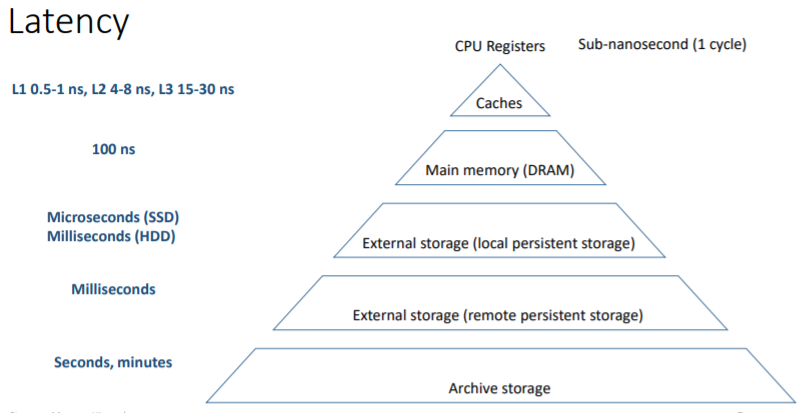 Latency
CPU Registers
Sub-nanosecond (1 cycle)
L1 0.5-1 ns, L2 4-8 ns, L3 15-30 ns
Caches
100 ns
Main memory (DRAM)
Microseconds (SSD)
Milliseconds (HDD)
External storage (local persistent storage)
Milliseconds
External storage (remote persistent storage)
Seconds, minutes
Archive storage